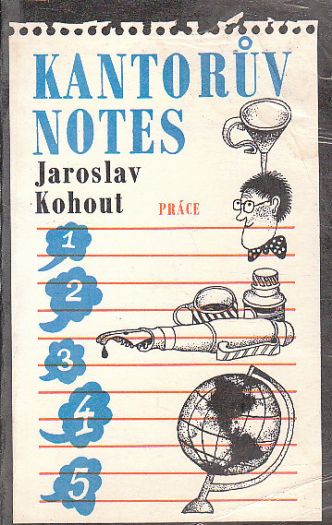 KANTORŮV
NOTES
Jaroslav
Kohout
PRÁCE
1
2
3
4
5